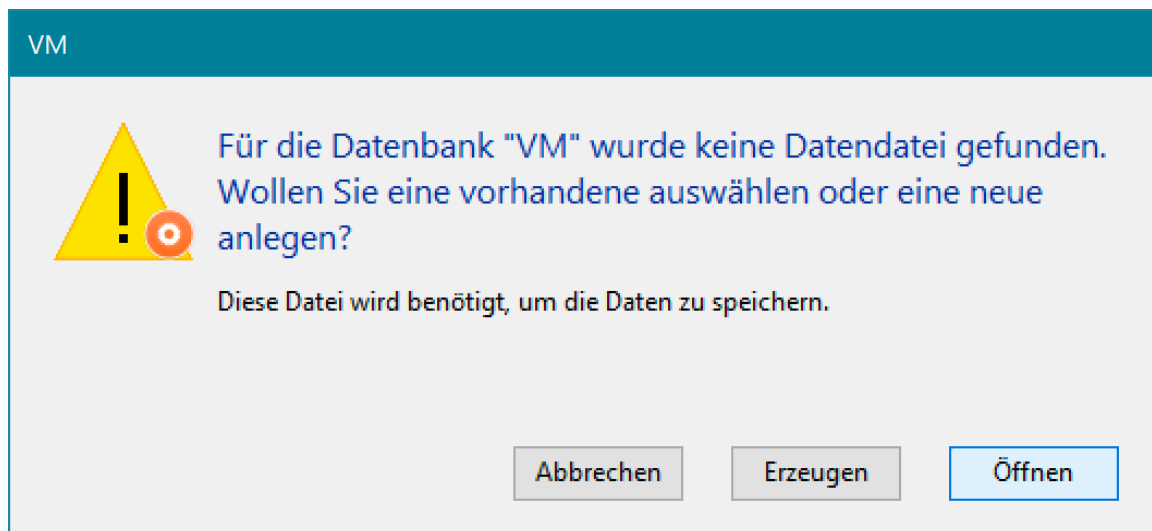 VM
Für die Datenbank "VM" wurde keine Datendatei gefunden.
Wollen Sie eine vorhandene auswählen oder eine neue
anlegen?
Diese Datei wird benötigt, um die Daten zu speichern.
Abbrechen
Erzeugen
Öffnen